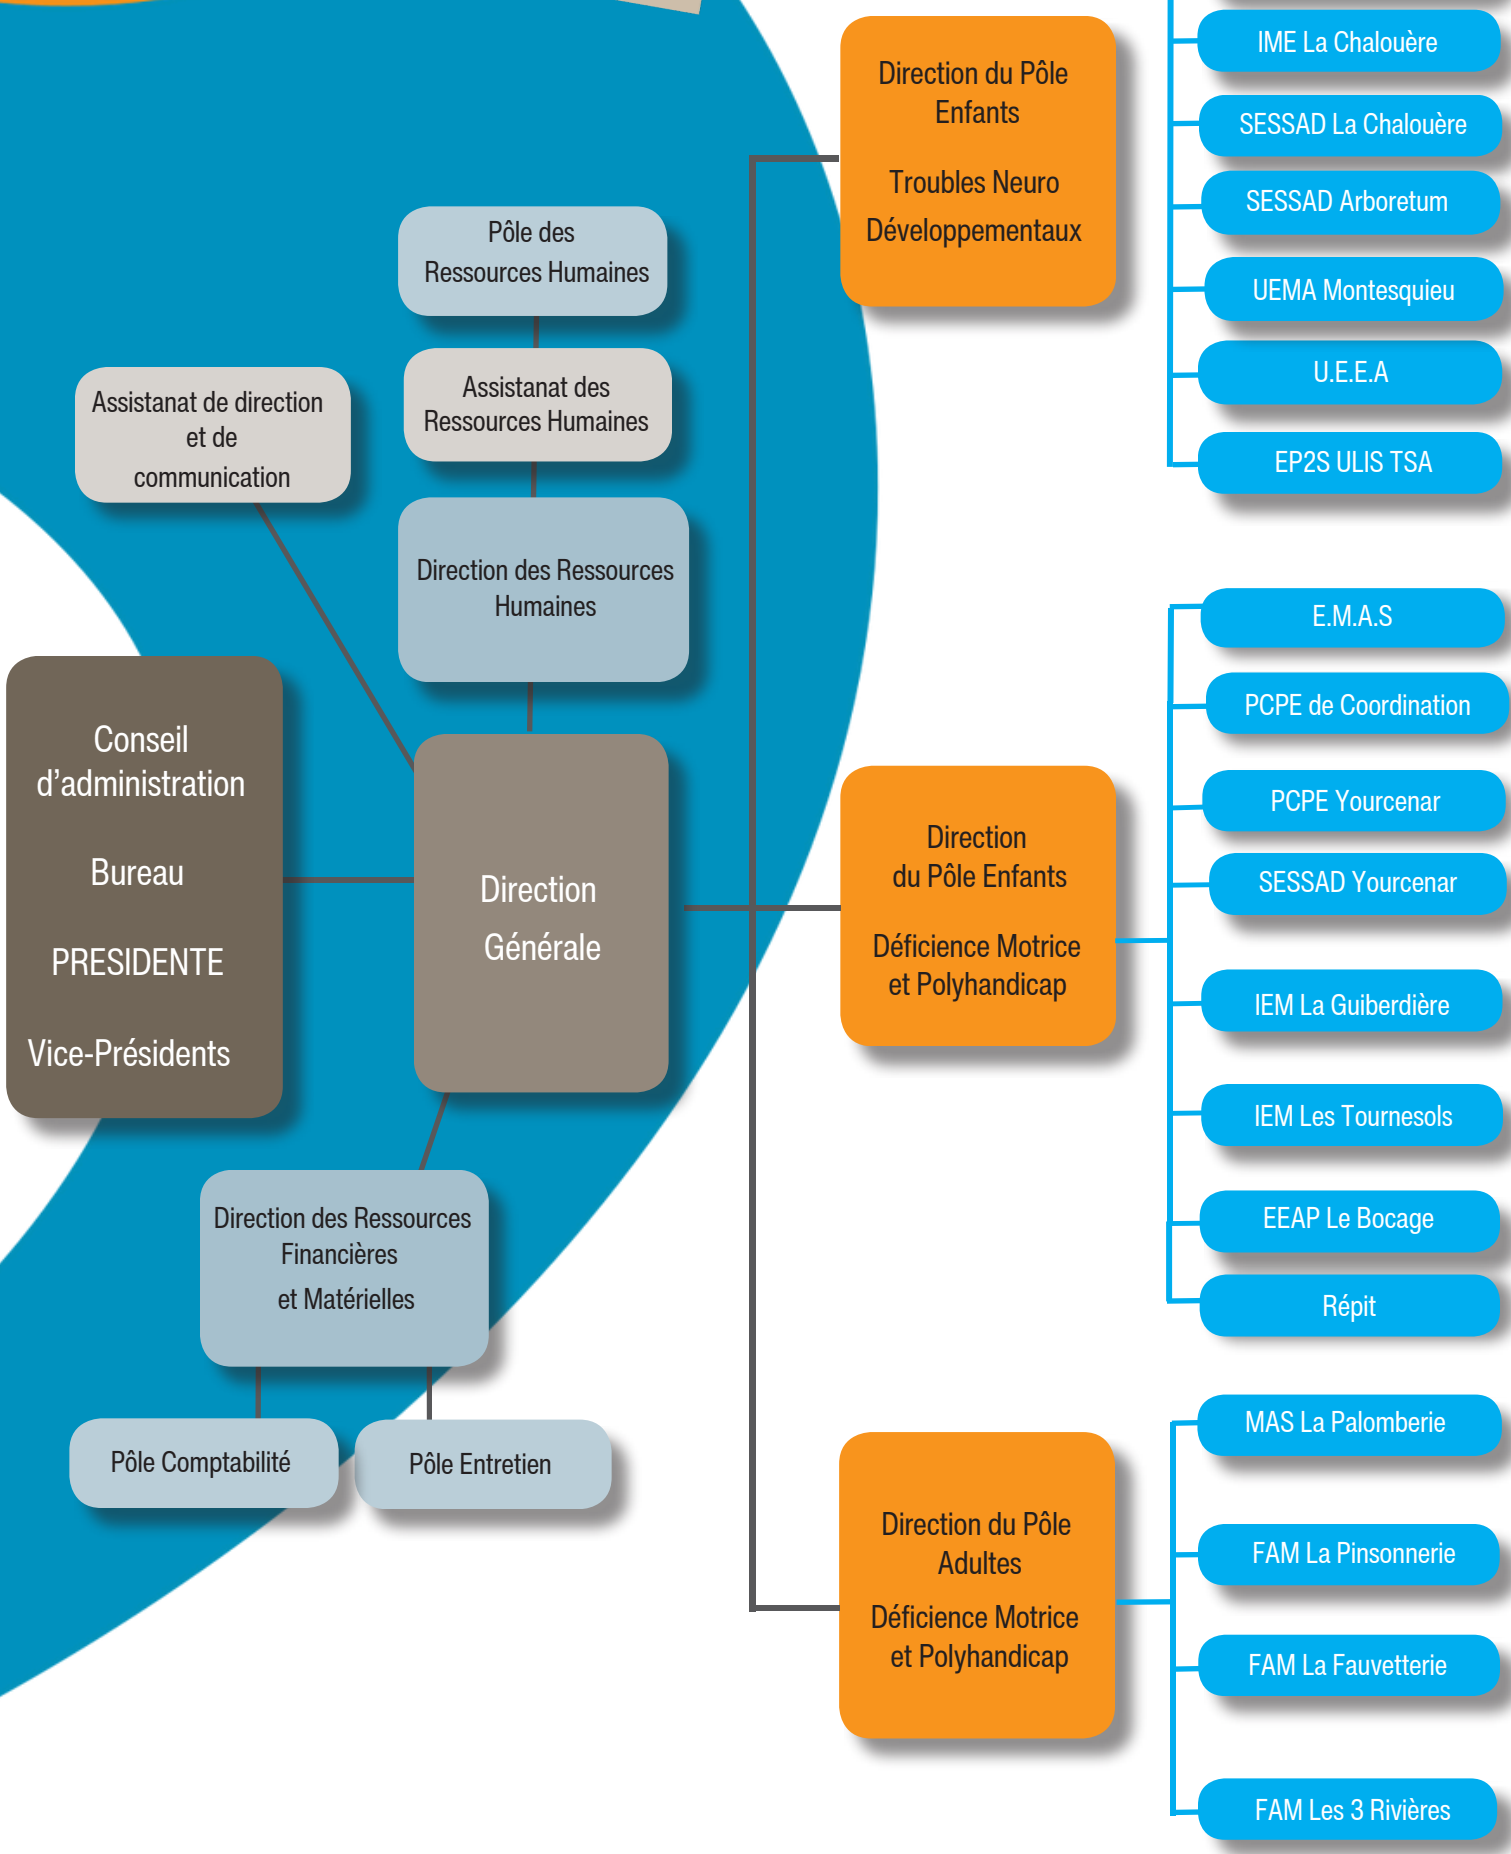 Conseil
d’administration
Bureau
PRESIDENTE
Vice-Présidents
Assistanat de direction
et de
communication
Pôle des
Ressources Humaines
Assistanat des
Ressources Humaines
Direction des Ressources
Humaines
Direction
Générale
Direction des Ressources
Financières
et Matérielles
Pôle Comptabilité
Pôle Entretien
Direction du Pôle
Enfants
Troubles Neuro
Développementaux
IME La Chalouère
SESSAD La Chalouère
SESSAD Arboretum
UEMA Montesquieu
U.E.E.A
EP2S ULIS TSA
Direction
du Pôle Enfants
Déficience Motrice
et Polyhandicap
E.M.A.S
PCPE de Coordination
PCPE Yourcenar
SESSAD Yourcenar
IEM La Guiberdière
IEM Les Tournesols
EEAP Le Bocage
Répit
Direction du Pôle
Adultes
Déficience Motrice
et Polyhandicap
MAS La Palomberie
FAM La Pinsonnerie
FAM La Fauvetterie
FAM Les 3 Rivières